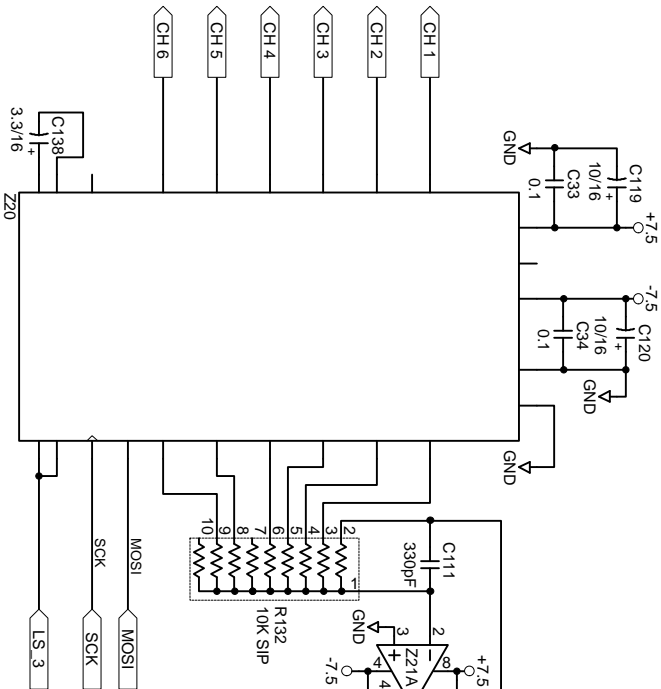 CH 6
CH 5
CH 4
CH 3
CH 2
CH 1
C138
3.3/16
+
Z20
GND
C119
10/16
+
C33
0.1
+7.5
-7.5
C120
10/16
+
C34
0.1
GND
GND
10
9
8
7
6
5
4
3
2
1
R132
10K SIP
C111
330pF
GND
3
2
+
Z21A
8
4
4
+7.5
-7.5
MOSI
SCK
MOSI
SCK
LS_3